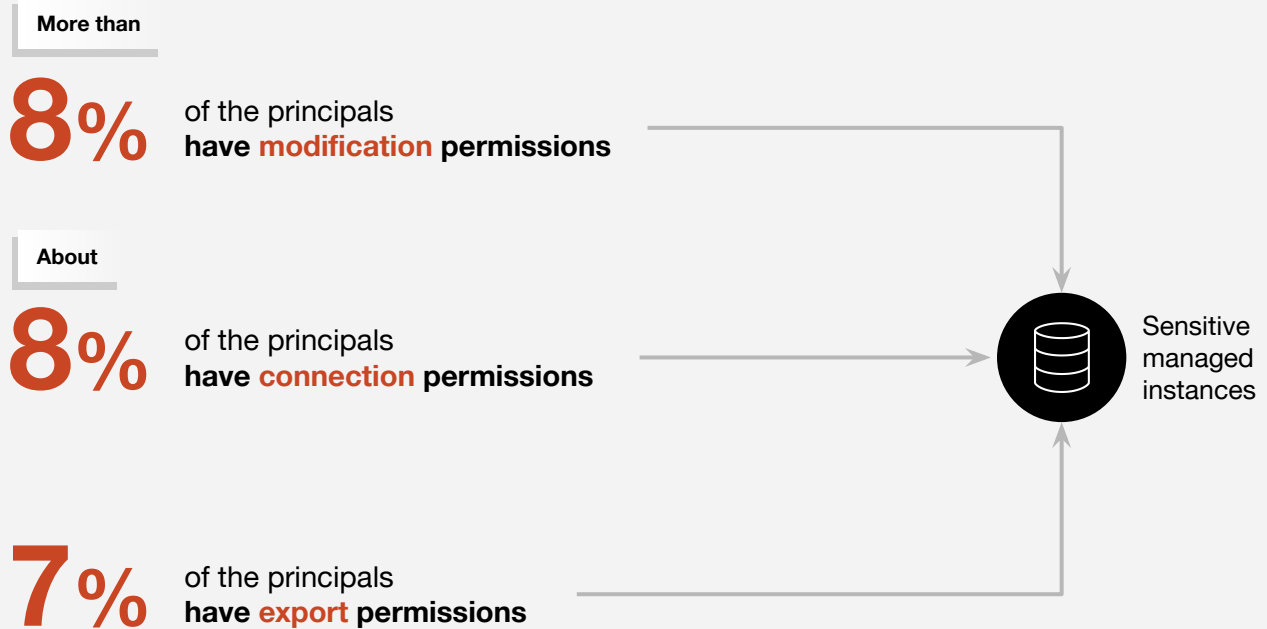 More than
8%
of the principals
have modification permissions
About
8%
of the principals
have connection permissions
Sensitive
managed
instances
7%
of the principals
have export permissions